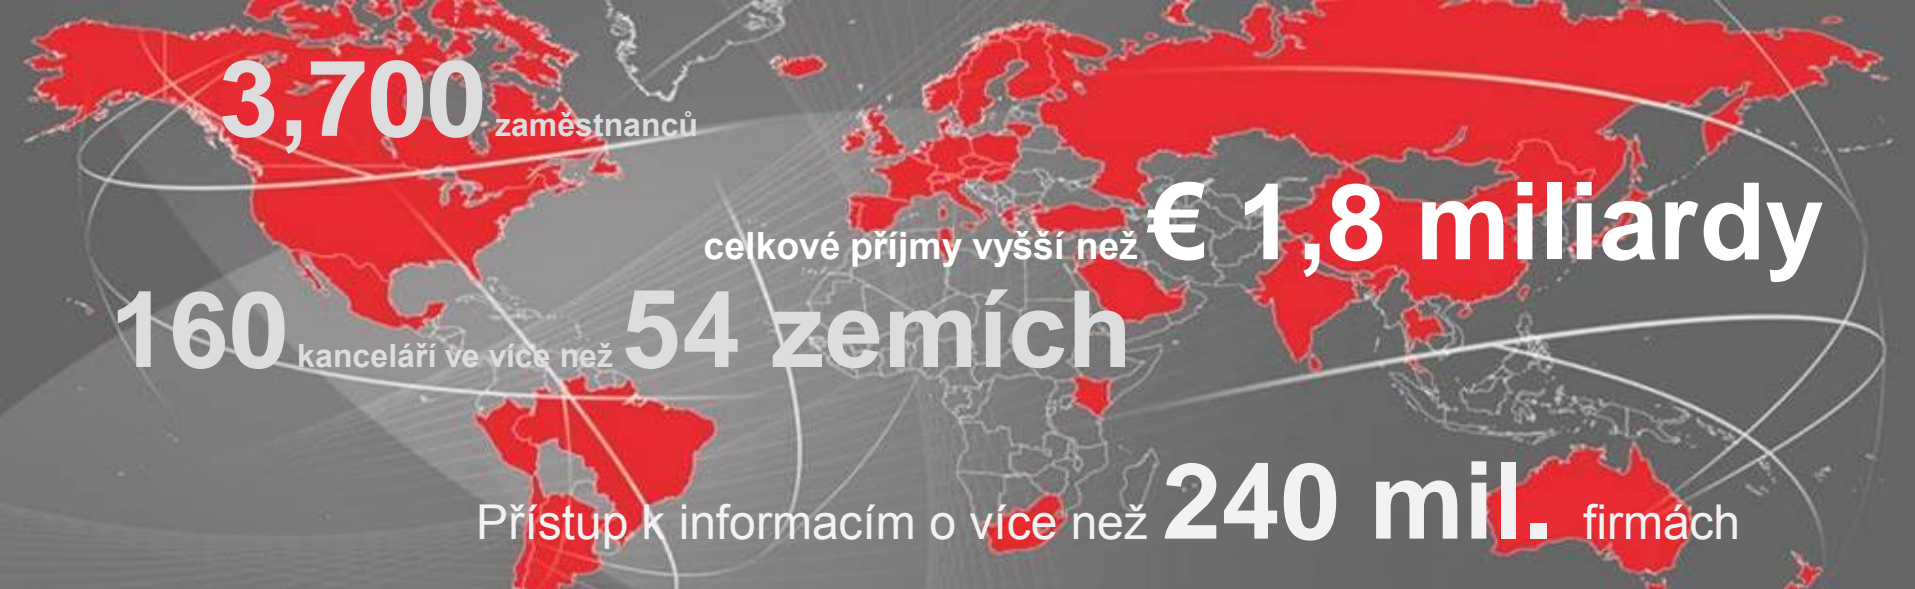 3,700 zaměstnanců
celkové příjmy vyšší než € 1,8 miliardy
160 kanceláří ve více než 54 zemích
Přístup k informacím o více než 240 mil. firmách